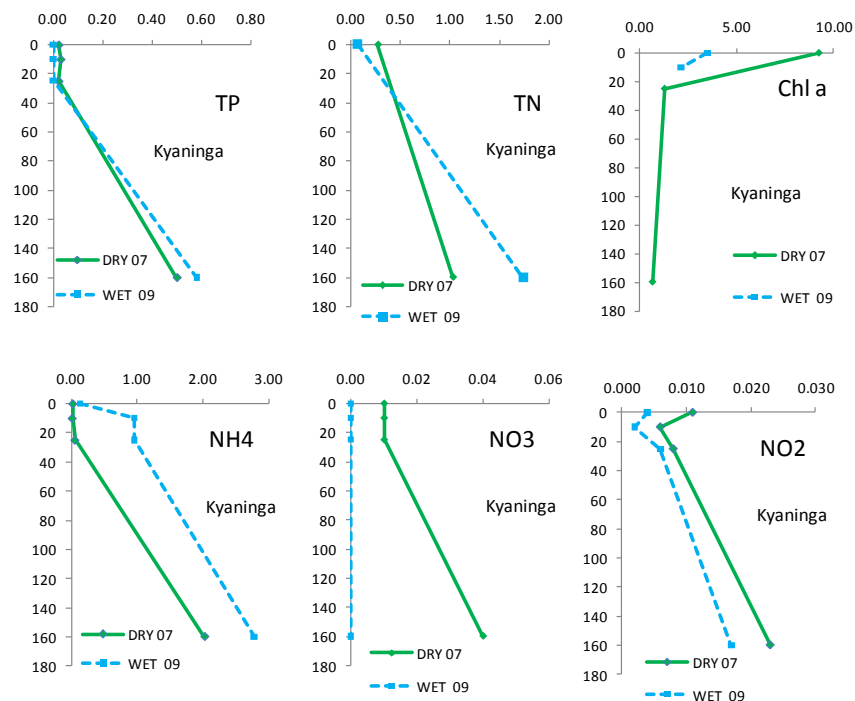 0.00 0.20 0.40 0.60 0.80
0
20
40
60
80
100
120
140
160
180
TP
Kyaninga
DRY 07
WET 09
0.00 0.50 1.00 1.50 2.00
0
20
40
60
80
100
120
140
160
180
TN
Kyaninga
DRY 07
WET 09
0.00 5.00 10.00
0
20
40
60
80
100
120
140
160
180
Chl a
Kyaninga
DRY 07
WET 09
0.00 1.00 2.00 3.00
0
20
40
60
80
100
120
140
160
180
NH4
Kyaninga
DRY 07
WET 09
0.00 0.02 0.04 0.06
0
20
40
60
80
100
120
140
160
180
NO3
Kyaninga
DRY 07
WET 09
0.000 0.010 0.020 0.030
0
20
40
60
80
100
120
140
160
180
NO2
Kyaninga
DRY 07
WET 09